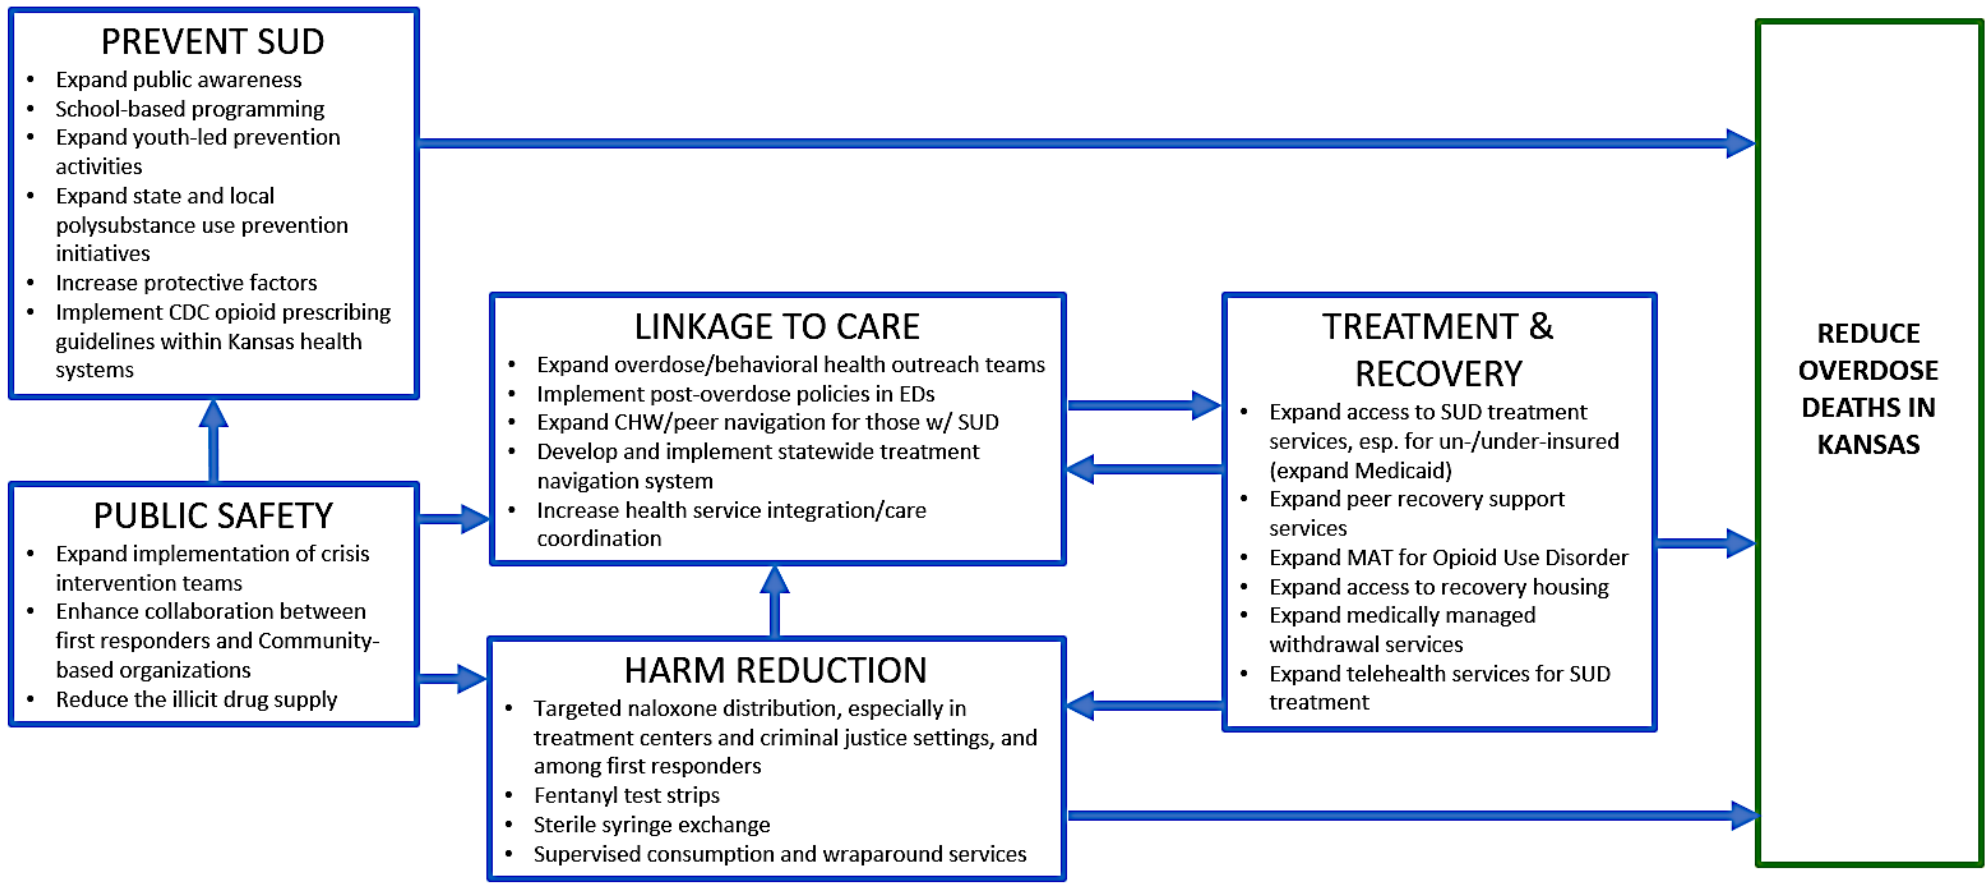 PREVENT SUD
• Expand public awareness
• School-based programming
• Expand youth-led prevention
activities
• Expand state and local
polysubstance use prevention
initiatives
• Increase protective factors
• Implement CDC opioid prescribing
guidelines within Kansas health
systems
PUBLIC SAFETY
• Expand implementation of crisis
intervention teams
• Enhance collaboration between
first responders and Community-
based organizations
• Reduce the illicit drug supply
LINKAGE TO CARE
• Expand overdose/behavioral health outreach teams
• Implement post-overdose policies in EDs
• Expand CHW/peer navigation for those w/ SUD
• Develop and implement statewide treatment
navigation system
• Increase health service integration/care
coordination
HARM REDUCTION
• Targeted naloxone distribution, especially in
treatment centers and criminal justice settings, and
among first responders
• Fentanyl test strips
• Sterile syringe exchange
• Supervised consumption and wraparound services
TREATMENT &
RECOVERY
• Expand access to SUD treatment
services, esp. for un-/under-insured
(expand Medicaid)
• Expand peer recovery support
services
• Expand MAT for Opioid Use Disorder
• Expand access to recovery housing
• Expand medically managed
withdrawal services
• Expand telehealth services for SUD
treatment
REDUCE
OVERDOSE
DEATHS IN
KANSAS